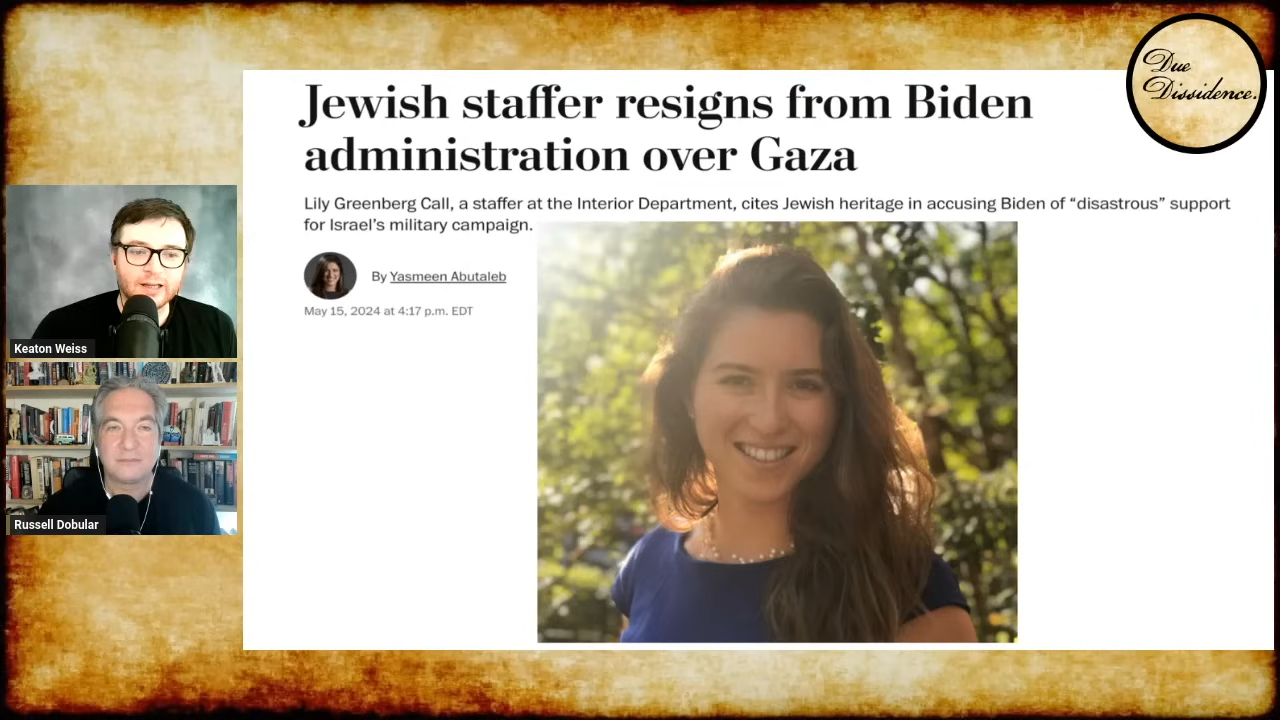 Due
Dissidence.
Jewish staffer resigns from Biden
administration over Gaza
Lily Greenberg Call, a staffer at the Interior Department, cites Jewish heritage in accusing Biden of “disastrous” support
for Israel’s military campaign.
By Yasmeen Abutaleb
May 15, 2024 at 4:17 p.m. EDT
Keaton Weiss
Russell Dobular